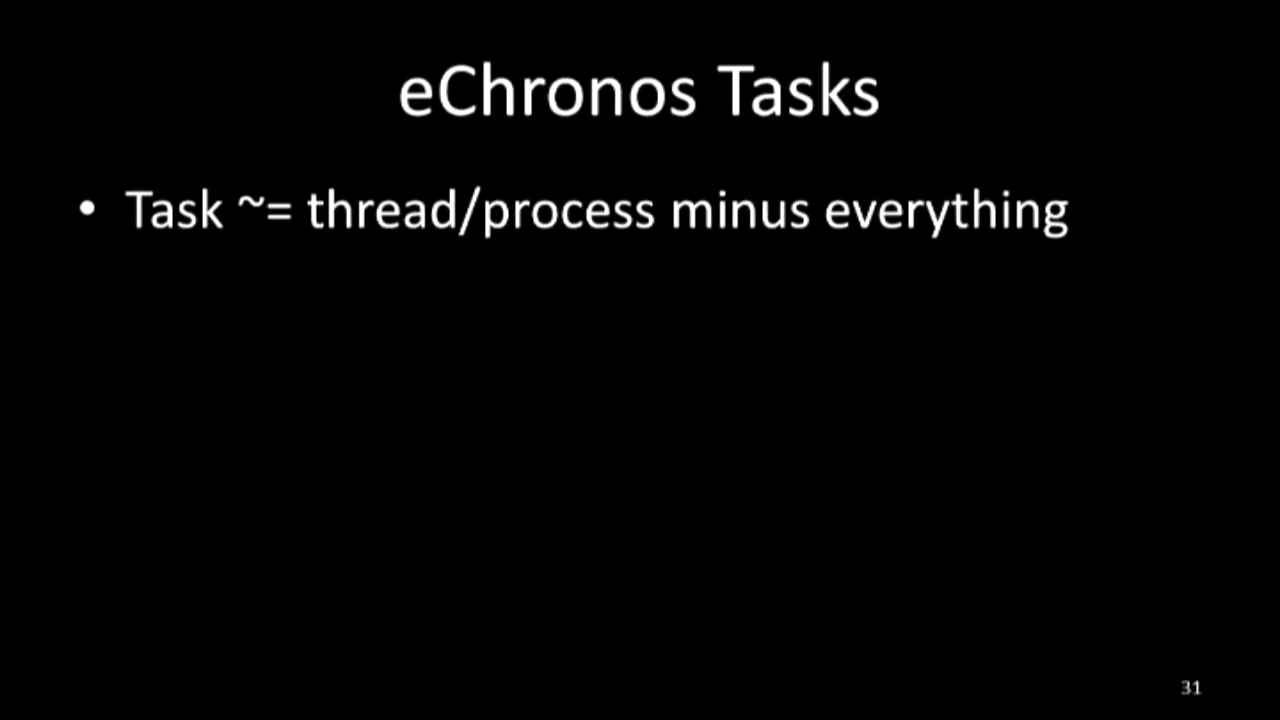 eChronos Tasks
• Task ~= thread/process minus everything
31